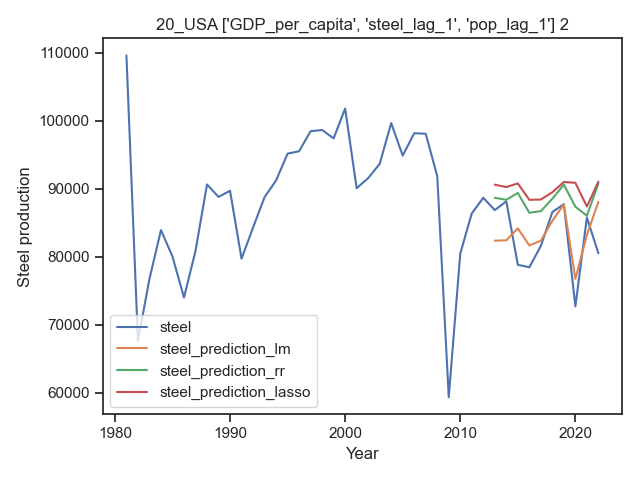 20_USA ['GDP_per_capita', 'steel_lag_1', 'pop_lag_1'] 2
110000
100000
90000
80000
70000
60000
Steel production
steel
steel_prediction_lm
steel_prediction_rr
steel_prediction_lasso
1980
1990
2000
2010
2020
Year